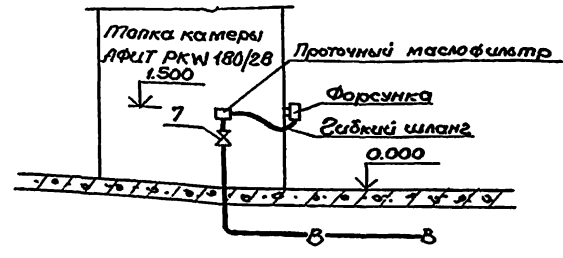 Топка камеры
АФИТ PKW 180/28
1.500
Проточный маслофильтр
Форсунка
7
Гибкий шланг
0.000
В В